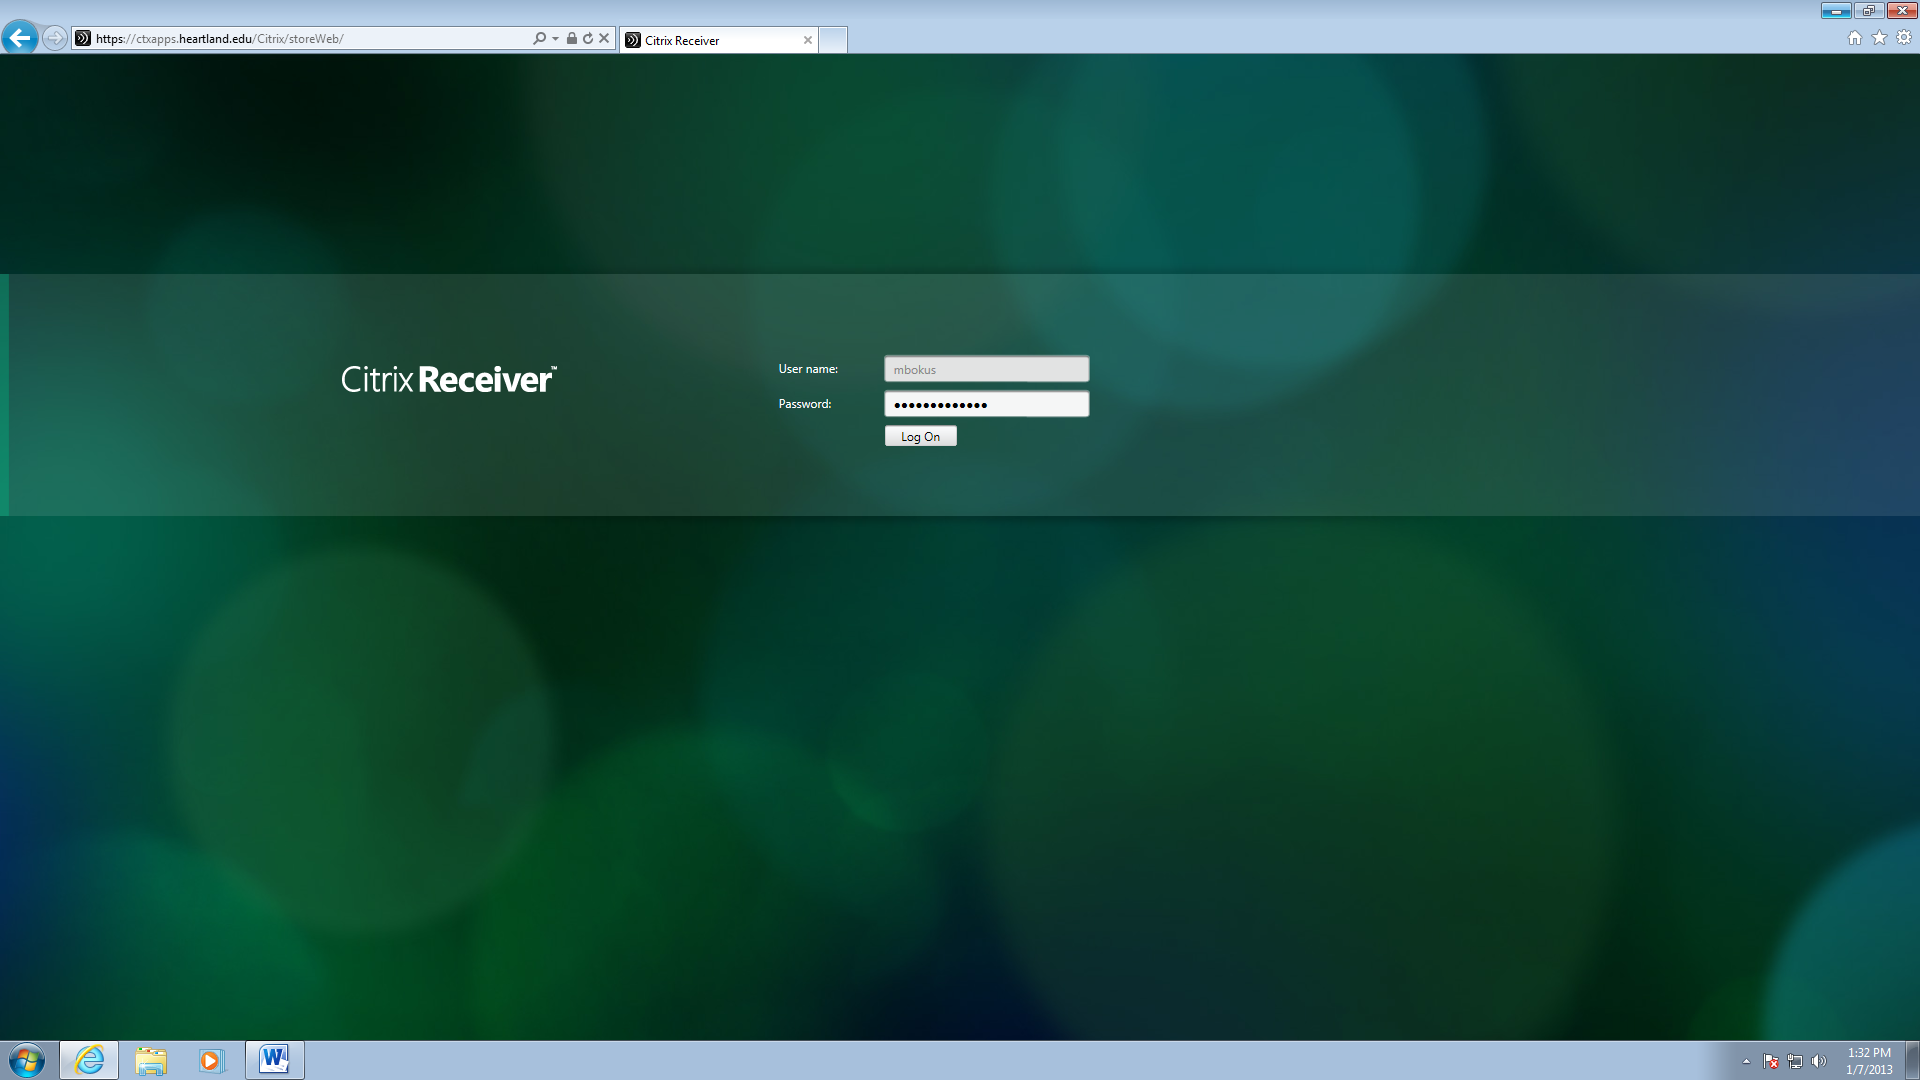 https://ctxapps.heartland.edu/Citrix/storeWeb/
Citrix Receiver
Citrix Receiver™
User name:
mbokus
Password:
•••••••••••••
Log On
1:32 PM
1/7/2013